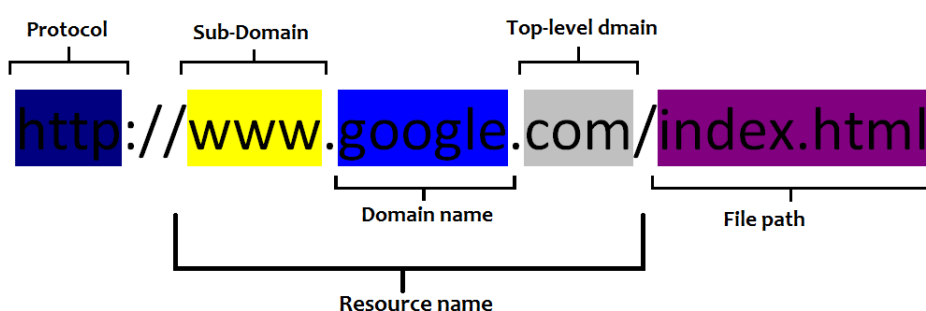 Protocol
Sub-Domain
Top-level dmain
http://www.google.com/index.html
Domain name
File path
Resource name